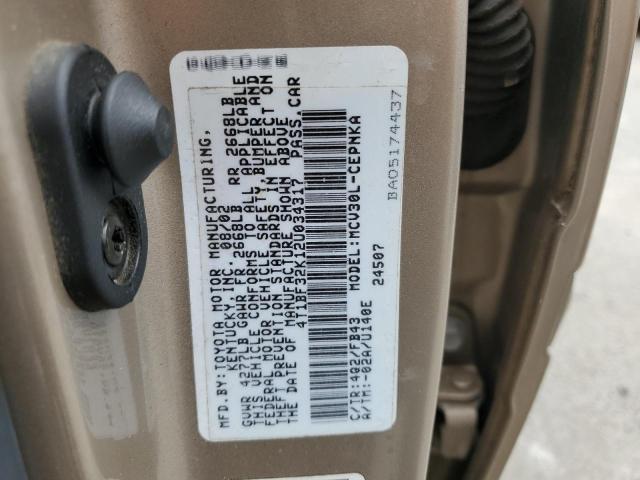 MFD.BY:TOYOTA MOTOR MANUFACTURING,
KENTUCKY,INC. 08/02
GVWR 4277LB GAWR FR 2668LB RR 2668LB
THIS VEHICLE CONFORMS TO ALL APPLICABLE
FEDERAL MOTOR VEHICLE SAFETY,BUMPER AND
THEFT PREVENTION STANDARDS IN EFFECT ON
THE DATE OF MANUFACTURE SHOWN ABOVE.
4T1BF32K12U034317 PASS.CAR
C/TR:4Q2/FB43 MODEL:MCV30L-CEPNKA
A/TM:-02A/U140E 24507
BA05174437